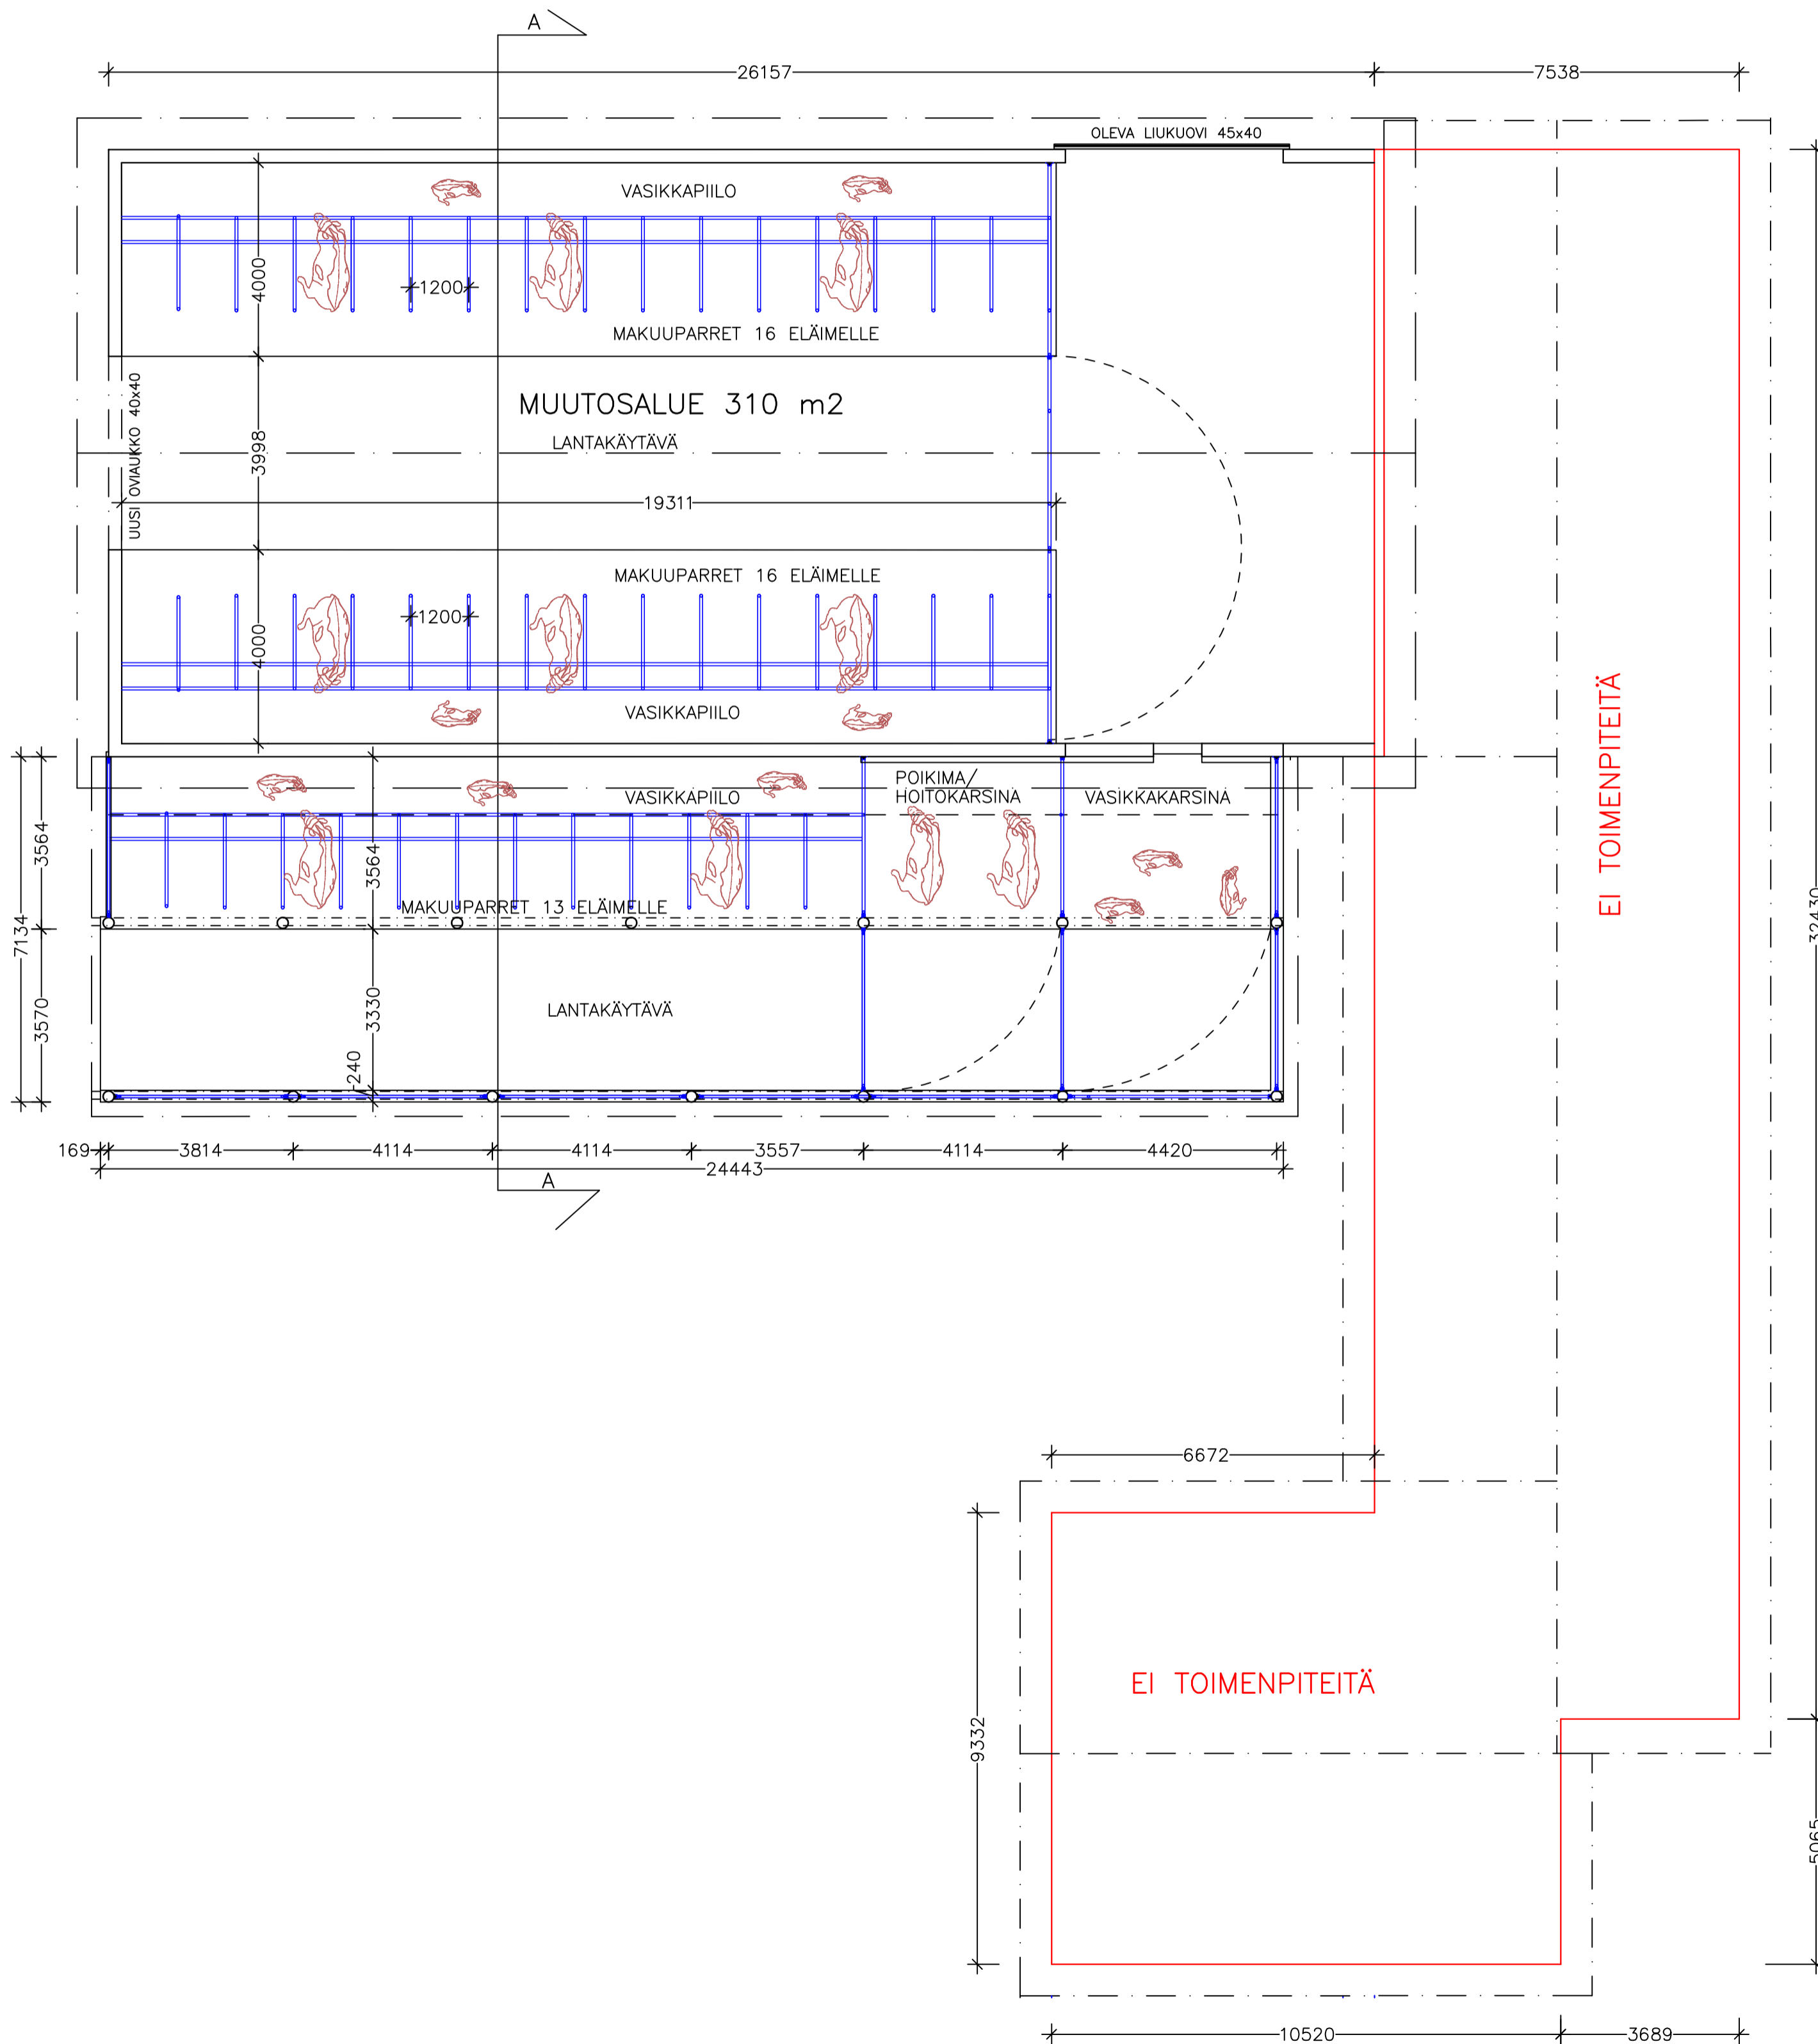 A
26157
7538
OLEVA LIUKUOVI 45x40
VASIKKAPIILO
4000
1200
MAKUUPARRET 16 ELÄIMELLE
UUSI OVIAUKKO 40x40
MUUTOSALUE 310 m2
LANTAKÄYTÄVÄ
3998
19311
MAKUUPARRET 16 ELÄIMELLE
1200
4000
VASIKKAPIILO
EI TOIMENPITEITÄ
32430
POIKIMA/
HOITOKARSINA
VASIKKAPIILO
VASIKKAKARSINA
3564
3564
7134
MAKUUPARRET 13 ELÄIMELLE
3570
3330
LANTAKÄYTÄVÄ
240
169
3814
4114
4114
3557
4114
4420
24443
A
6672
EI TOIMENPITEITÄ
9332
5065
10520
3689